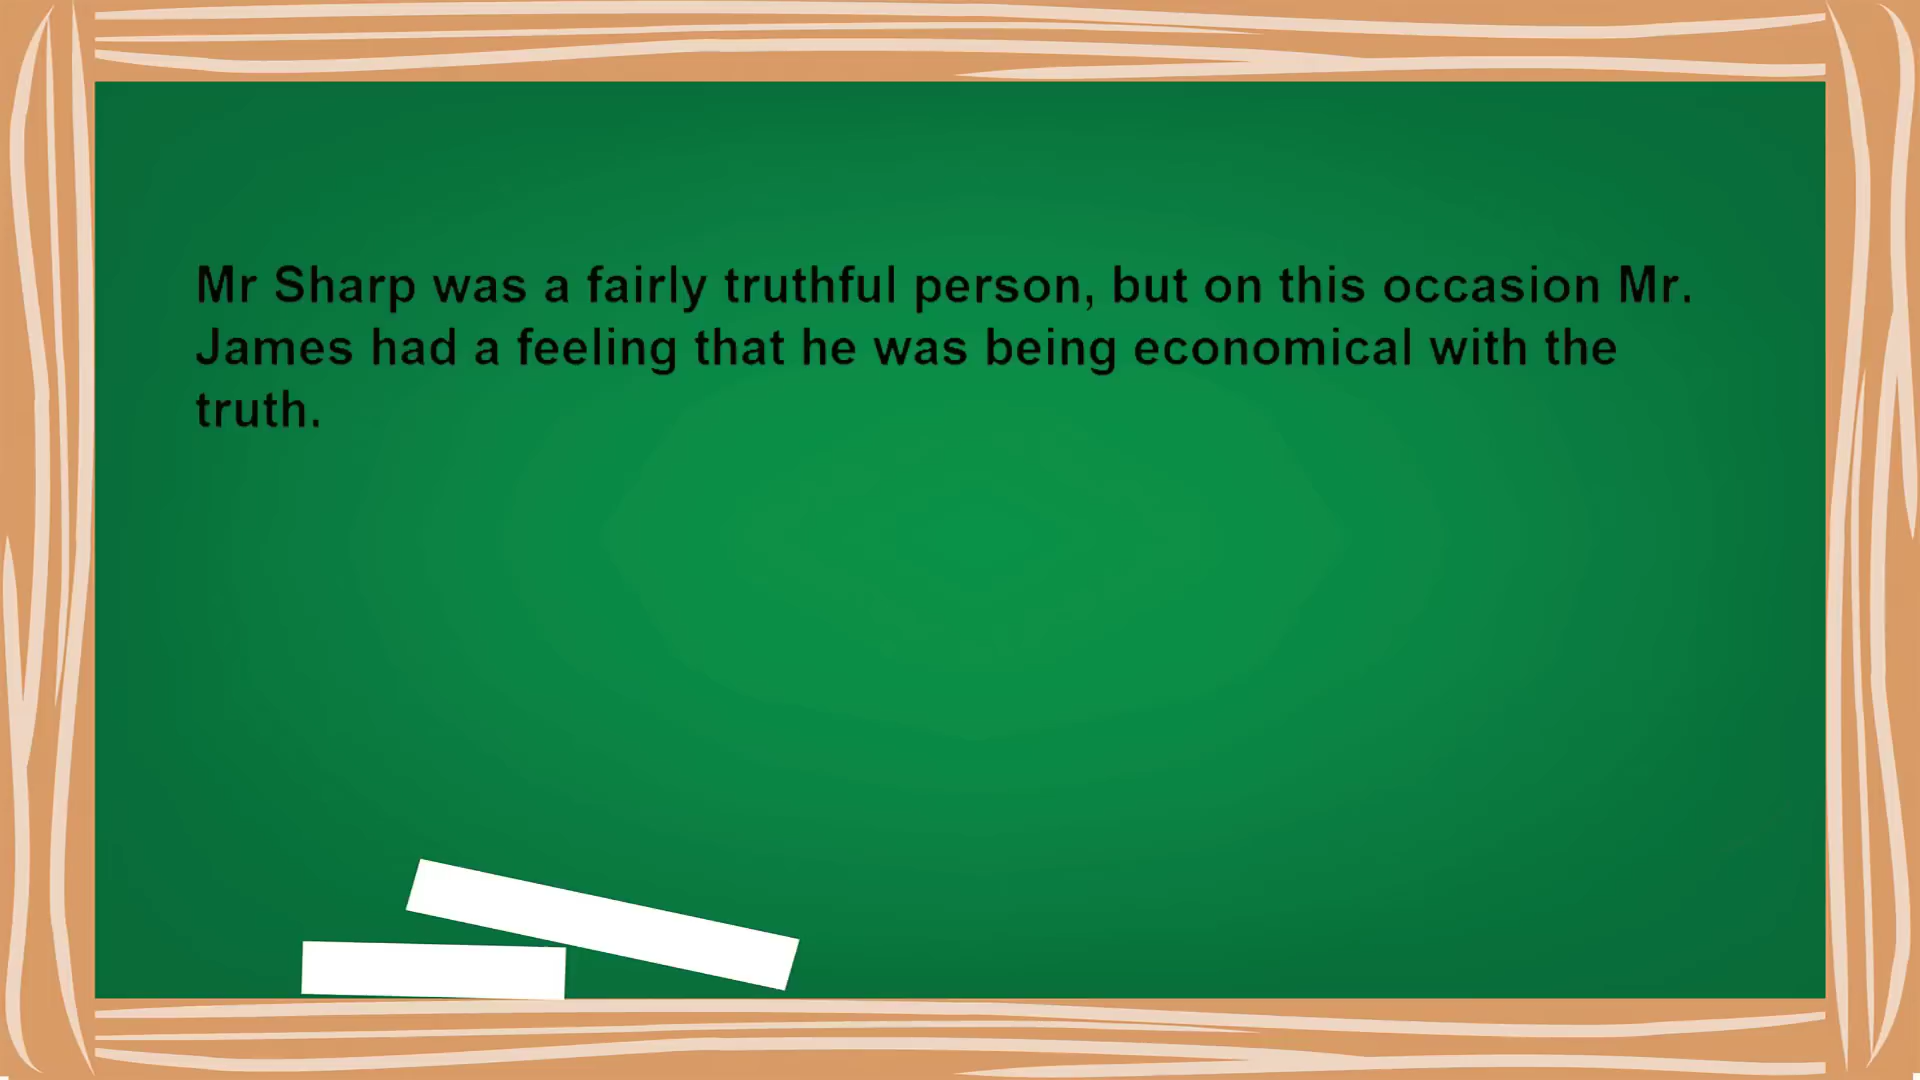 Mr Sharp was a fairly truthful person, but on this occasion Mr.
James had a feeling that he was being economical with the
truth.